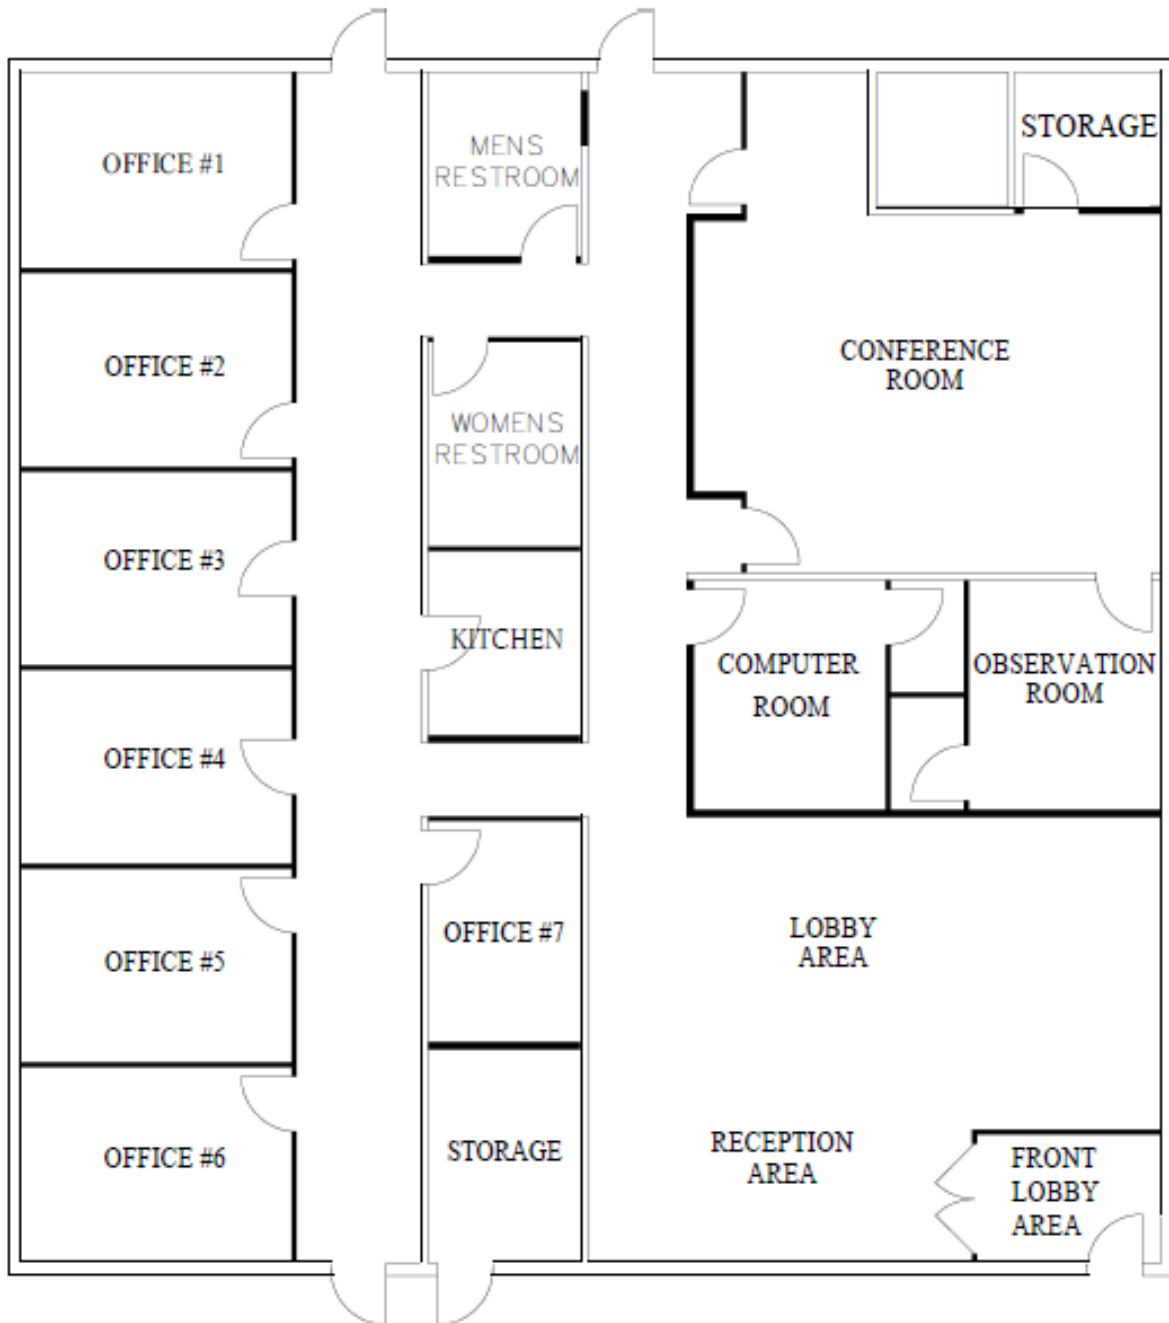 OFFICE #1
MENS
RESTROOM
STORAGE
OFFICE #2
CONFERENCE
ROOM
WOMENS
RESTROOM
OFFICE #3
KITCHEN
COMPUTER
ROOM
OBSERVATION
ROOM
OFFICE #4
OFFICE #5
OFFICE #7
LOBBY
AREA
OFFICE #6
STORAGE
RECEPTION
AREA
FRONT
LOBBY
AREA